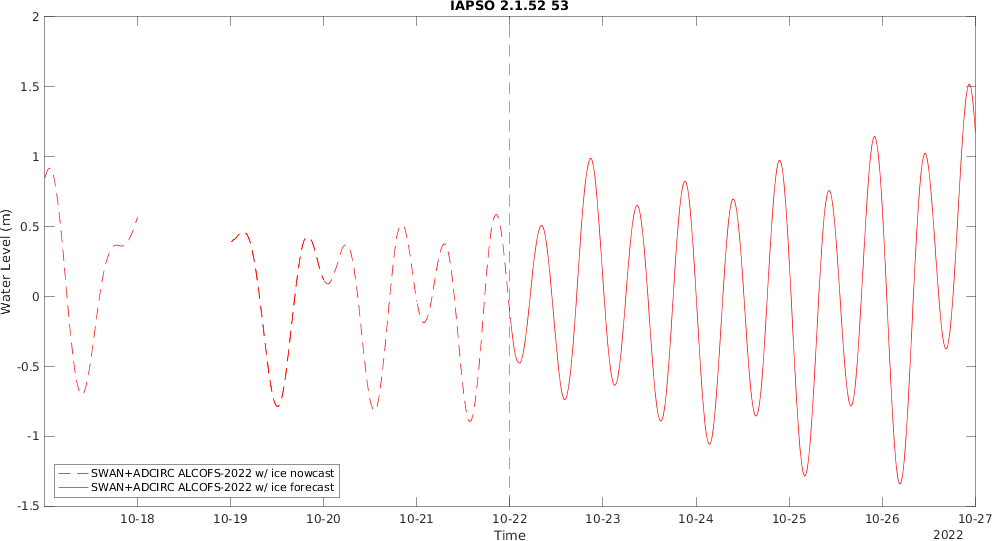 IAPSO 2.1.52 53
2
1.5
1
0.5
0
-0.5
-1
-1.5
Water Level (m)
SWAN+ADCIRC ALCOFS-2022 w/ ice nowcast
SWAN+ADCIRC ALCOFS-2022 w/ ice forecast
10-18 10-19 10-20 10-21 10-22 10-23 10-24 10-25 10-26 10-27
Time
2022